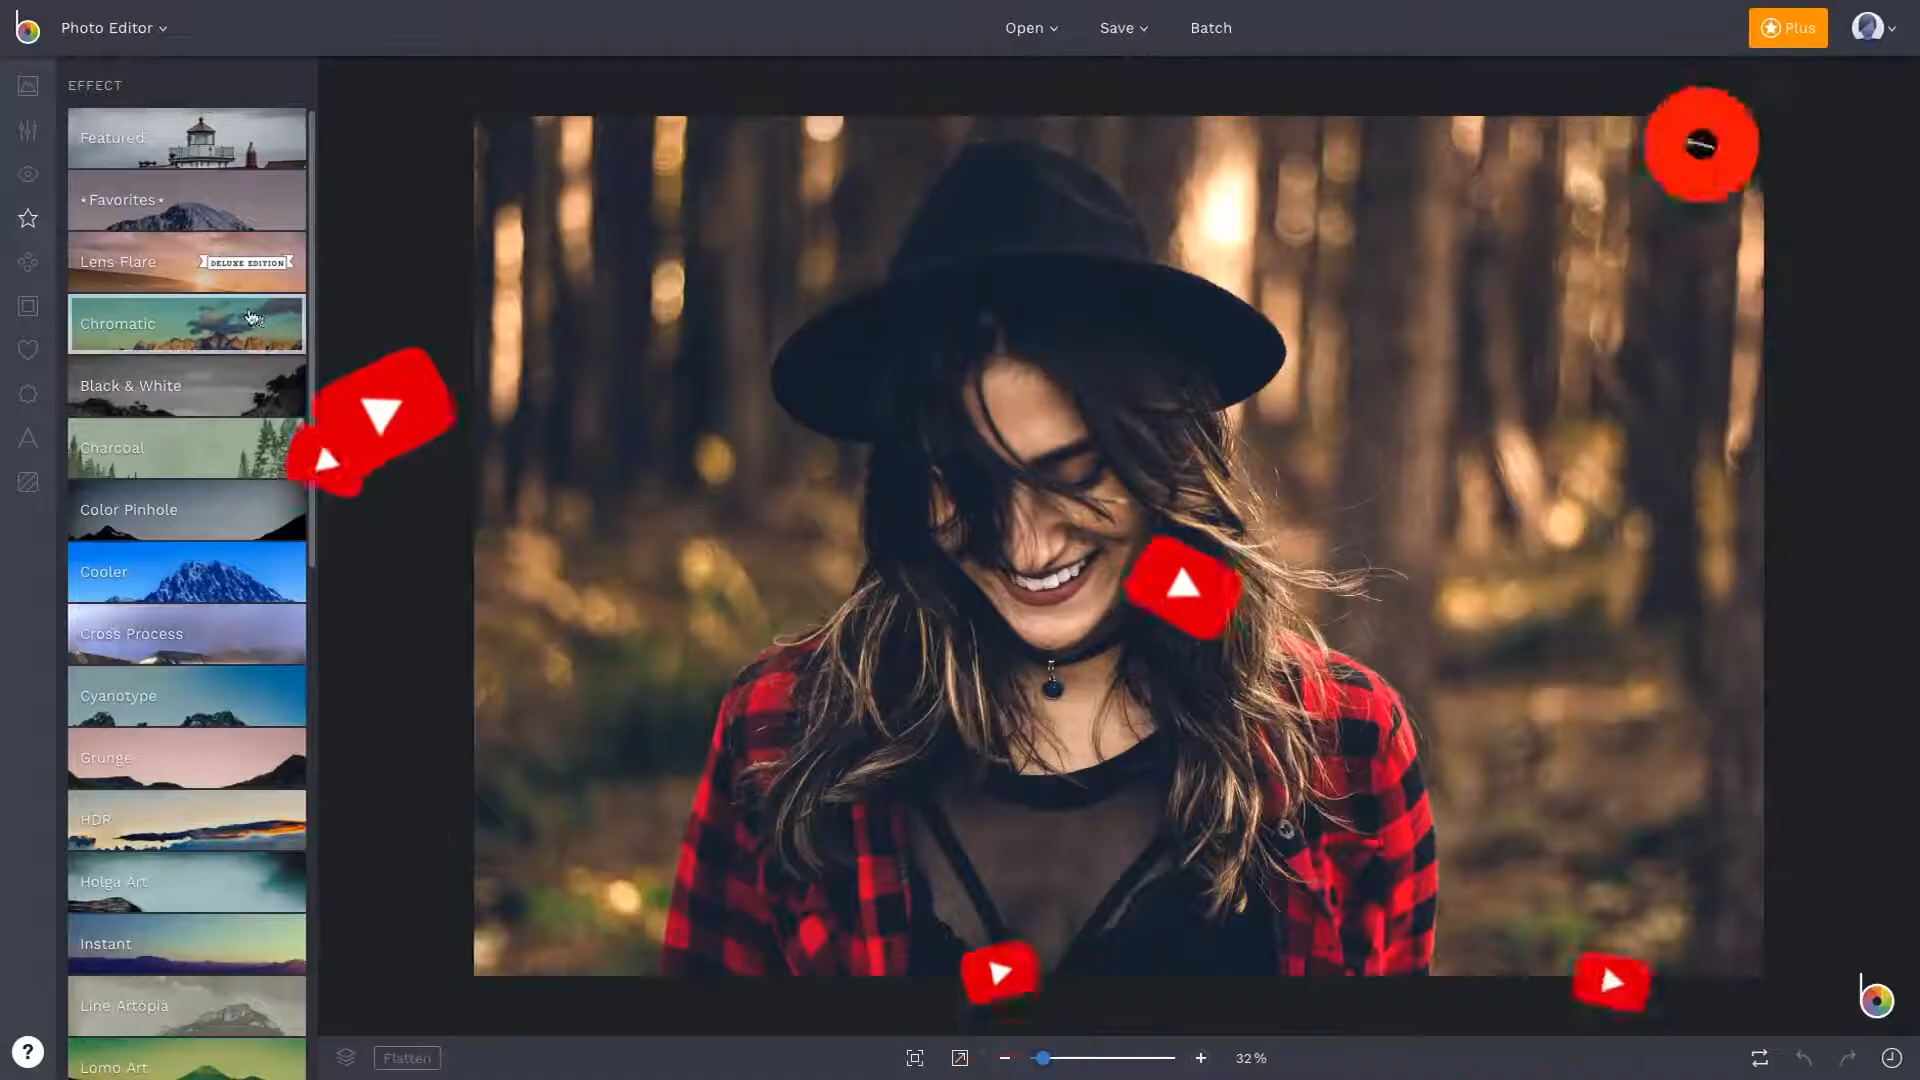 Photo Editor
Open
Save
Batch
Plus
EFFECT
Featured
Favorites
Lens Flare
DELUXE EDITION
Chromatic
Black & White
Charcoal
Color Pinhole
Cooler
Cross Process
Cyanotype
Grunge
HDR
Holga Art
Instant
Line Artopia
Lomo Art
?
Flatten
32%